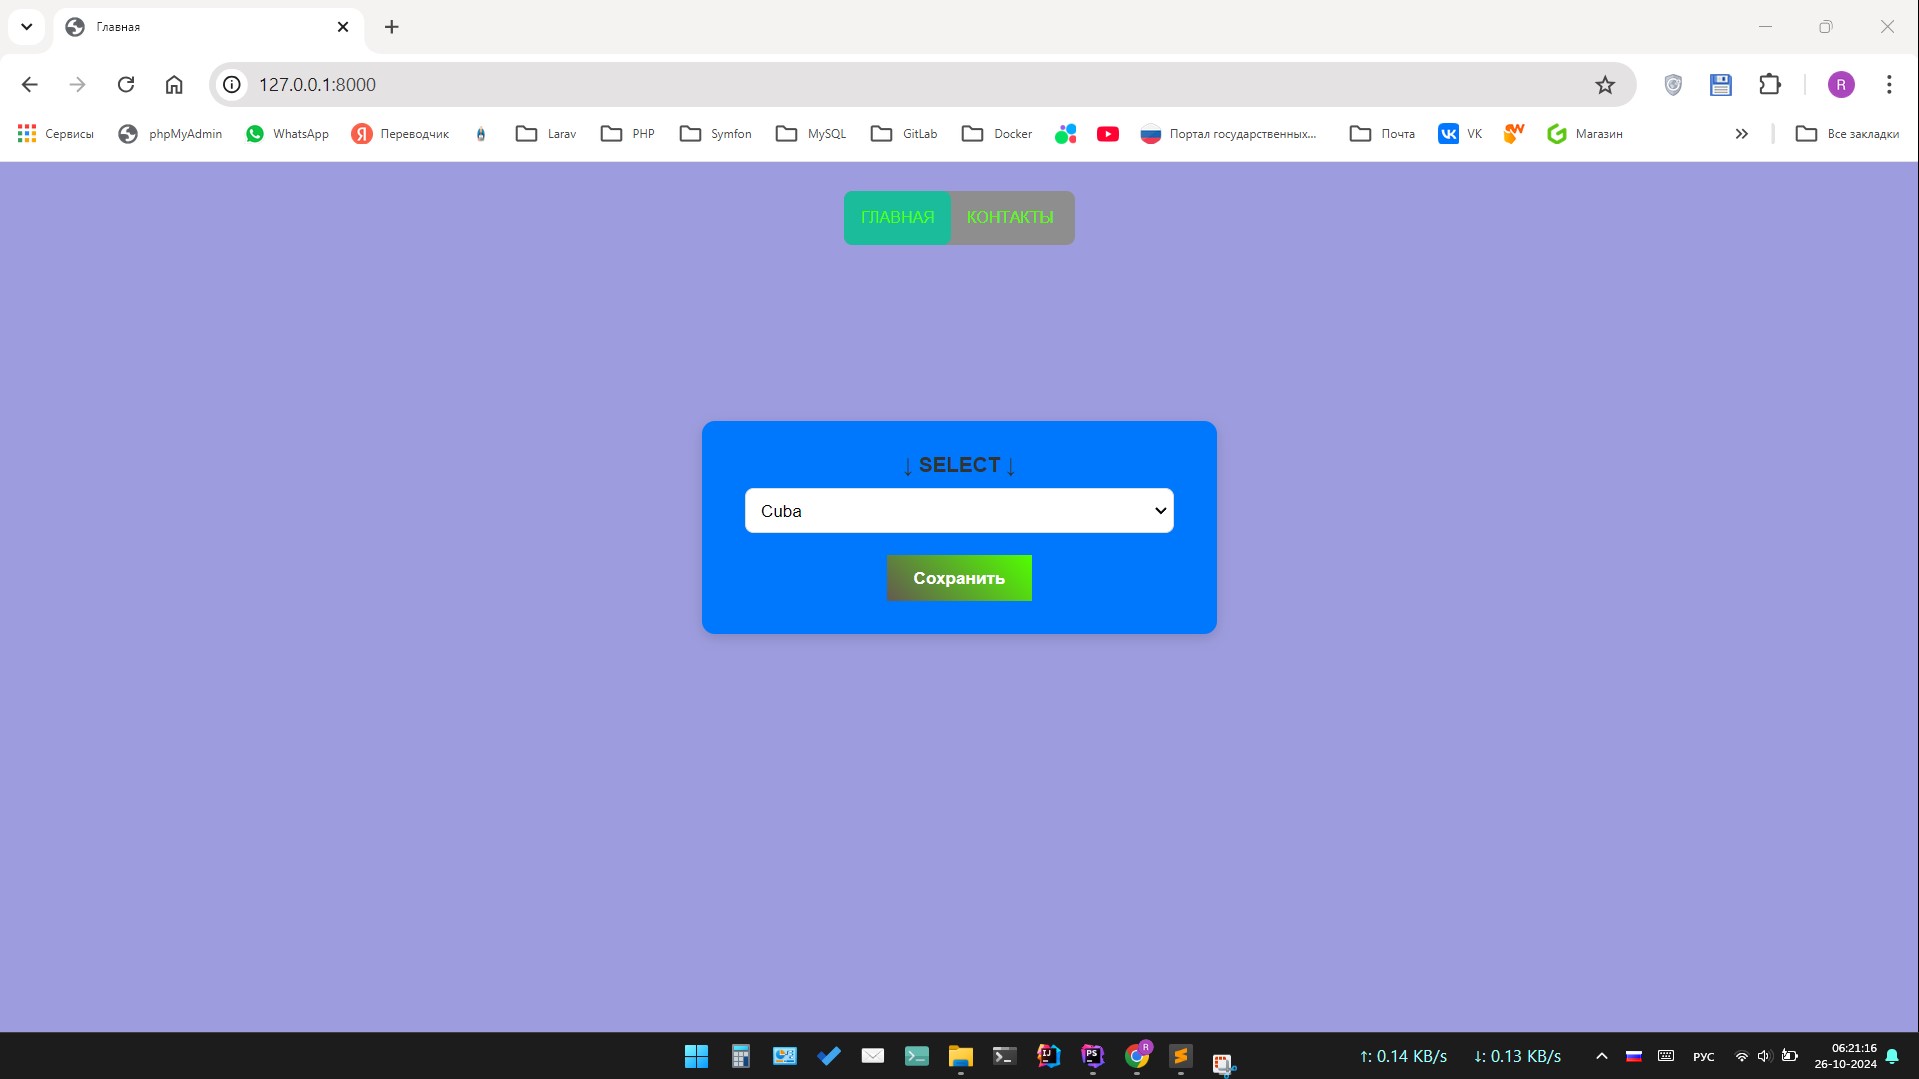 Главная
127.0.0.1:8000
Сервисы phpMyAdmin WhatsApp Я Переводчик Larav PHP Symfon MySQL GitLab Docker Портал государственных... Почта VK Магазин » Все закладки
R
ГЛАВНАЯ КОНТАКТЫ
↓ SELECT ↓
Cuba
Сохранить
↑: 0.14 KB/s ↓: 0.13 KB/s РУС 06:21:16
26-10-2024